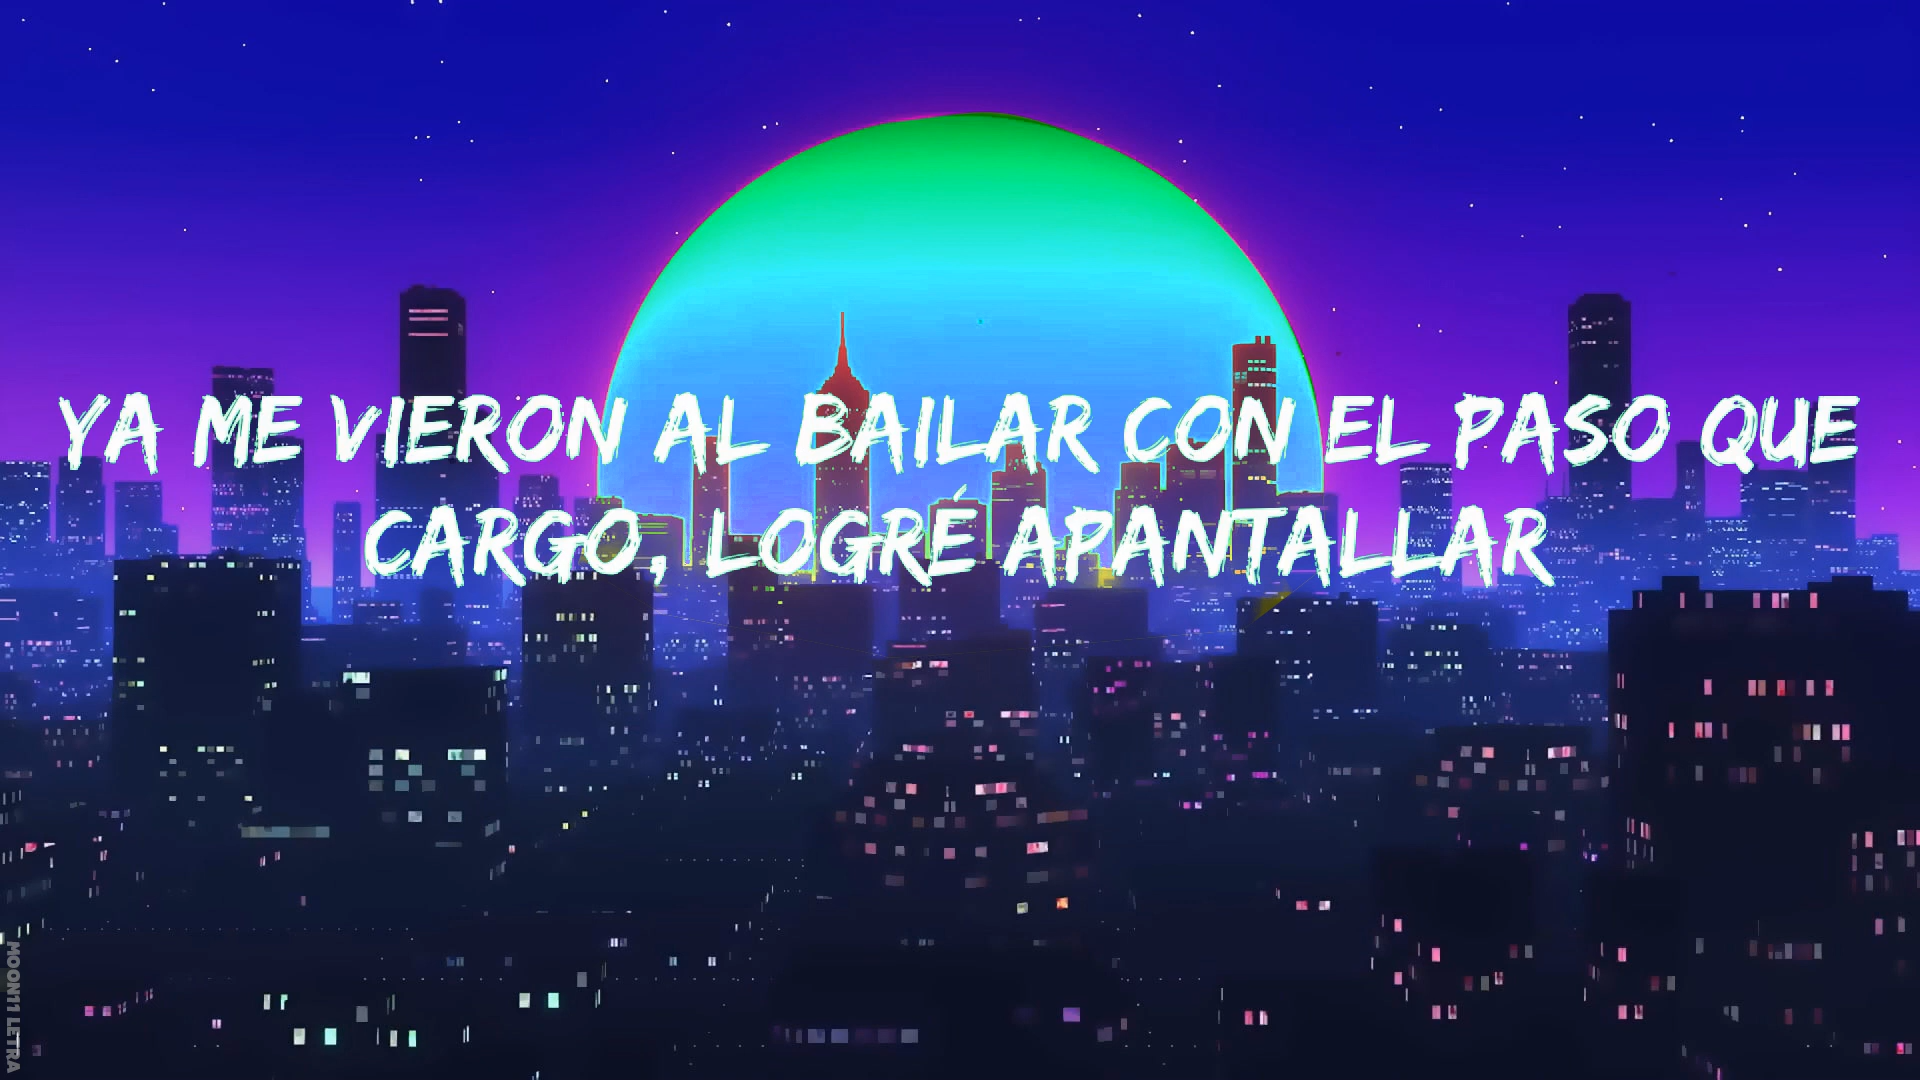 YA ME VIERON AL BAILAR CON EL PASO QUE
CARGO, LOGRÉ APANTALLAR
MOON11 LETRA